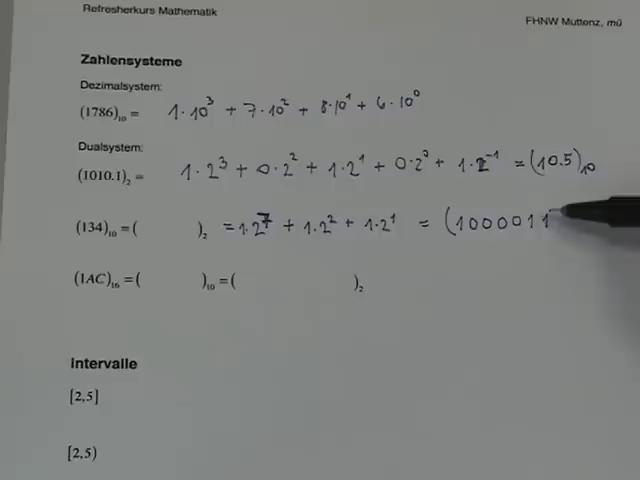 Refresherkurs Mathematik
FHNW Muttenz, mü
Zahlensysteme
Dezimalsystem:
(1786)₁₀ = 1·10³ + 7·10² + 8·10¹ + 6·10⁰
Dualsystem:
(1010.1)₂ = 1·2³ + 0·2² + 1·2¹ + 0·2⁰ + 1·2⁻¹ = (10.5)₁₀
(134)₁₀ = ( )₂ = 1·2⁷ + 1·2² + 1·2¹ = (1000011
(1AC)₁₆ = ( )₁₀ = ( )₂
Intervalle
[2,5]
[2,5)